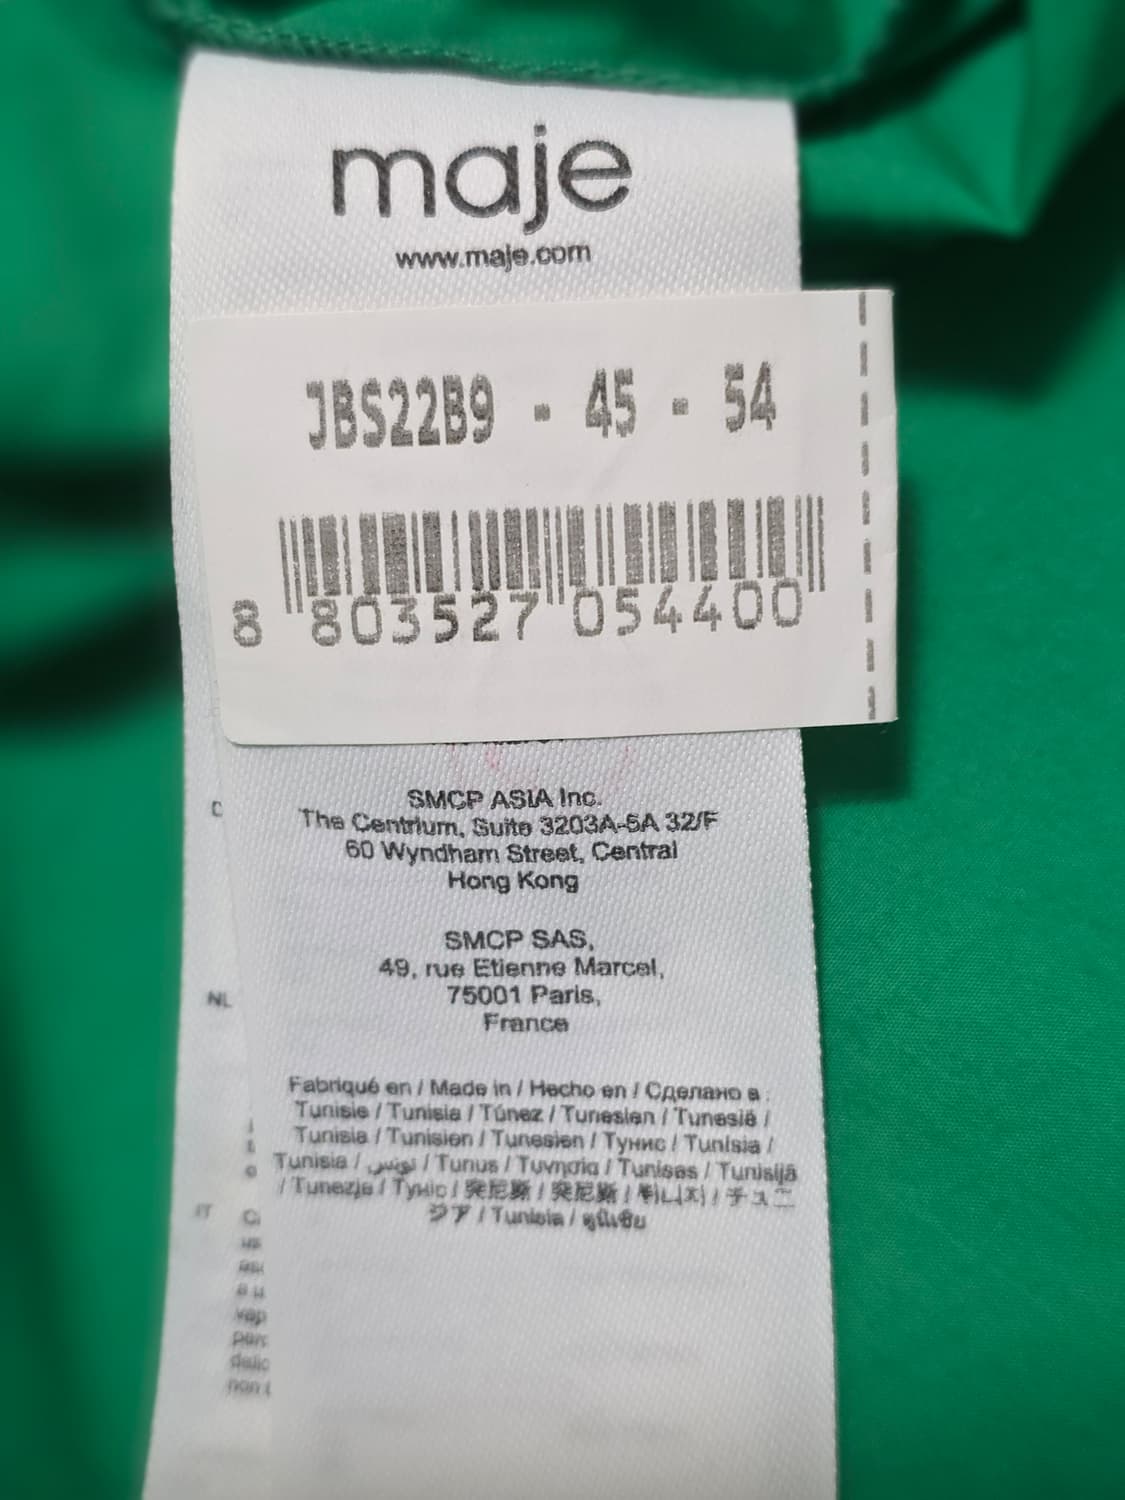 maje
www.maje.com
JBS22B9 - 45 - 54
8 803527 054400
SMCP ASIA Inc.
The Centrium, Suite 3203A-5A 32/F
60 Wyndham Street, Central
Hong Kong
SMCP SAS,
49, rue Etienne Marcel,
75001 Paris,
France
Fabriqué en / Made in / Hecho en / Сделано в :
Tunisie / Tunisia / Túnez / Tunesien / Tunesië /
Tunísia / Tunisien / Tunesien / Тунис / Tunisia /
Tunisia / تونس / Tunus / Τυνησία / Tunisas / Tunisijā
/ Tunezja / Туніс / 突尼斯 / 突尼斯 / 튀니지 / チュニ
ジア / Tunisia / ตูนิเซีย
NL
IT